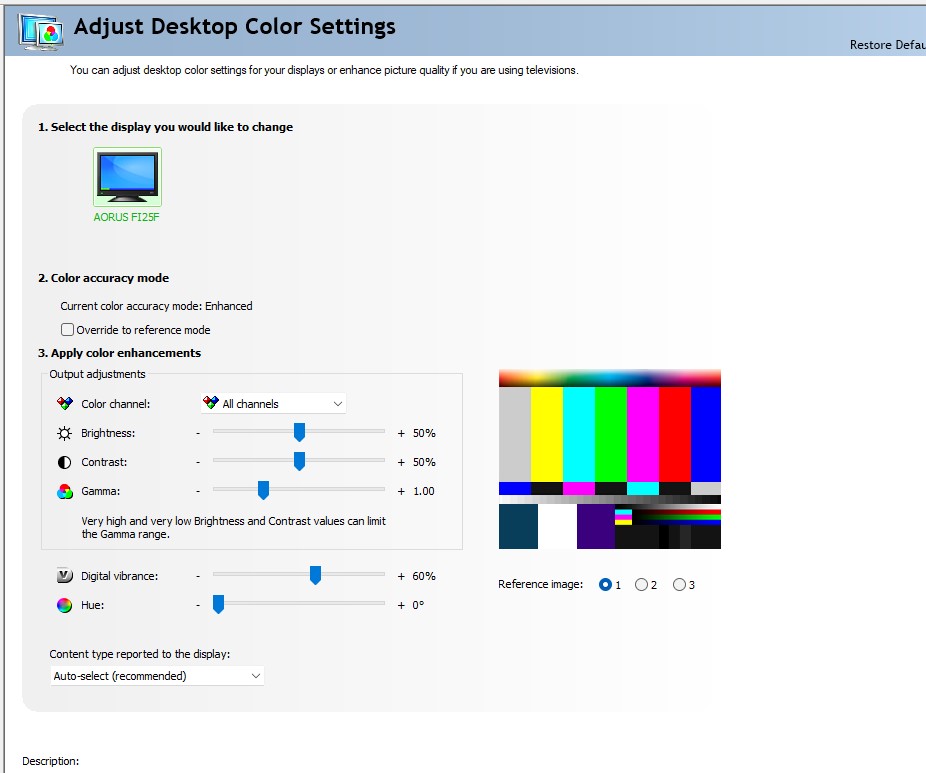 Adjust Desktop Color Settings
Restore Defau
You can adjust desktop color settings for your displays or enhance picture quality if you are using televisions.
1. Select the display you would like to change
AORUS FI25F
2. Color accuracy mode
Current color accuracy mode: Enhanced
Override to reference mode
3. Apply color enhancements
Output adjustments
Color channel: All channels
Brightness: - + 50%
Contrast: - + 50%
Gamma: - + 1.00
Very high and very low Brightness and Contrast values can limit
the Gamma range.
Digital vibrance: - + 60%
Hue: - + 0°
Reference image: 1 2 3
Content type reported to the display:
Auto-select (recommended)
Description: